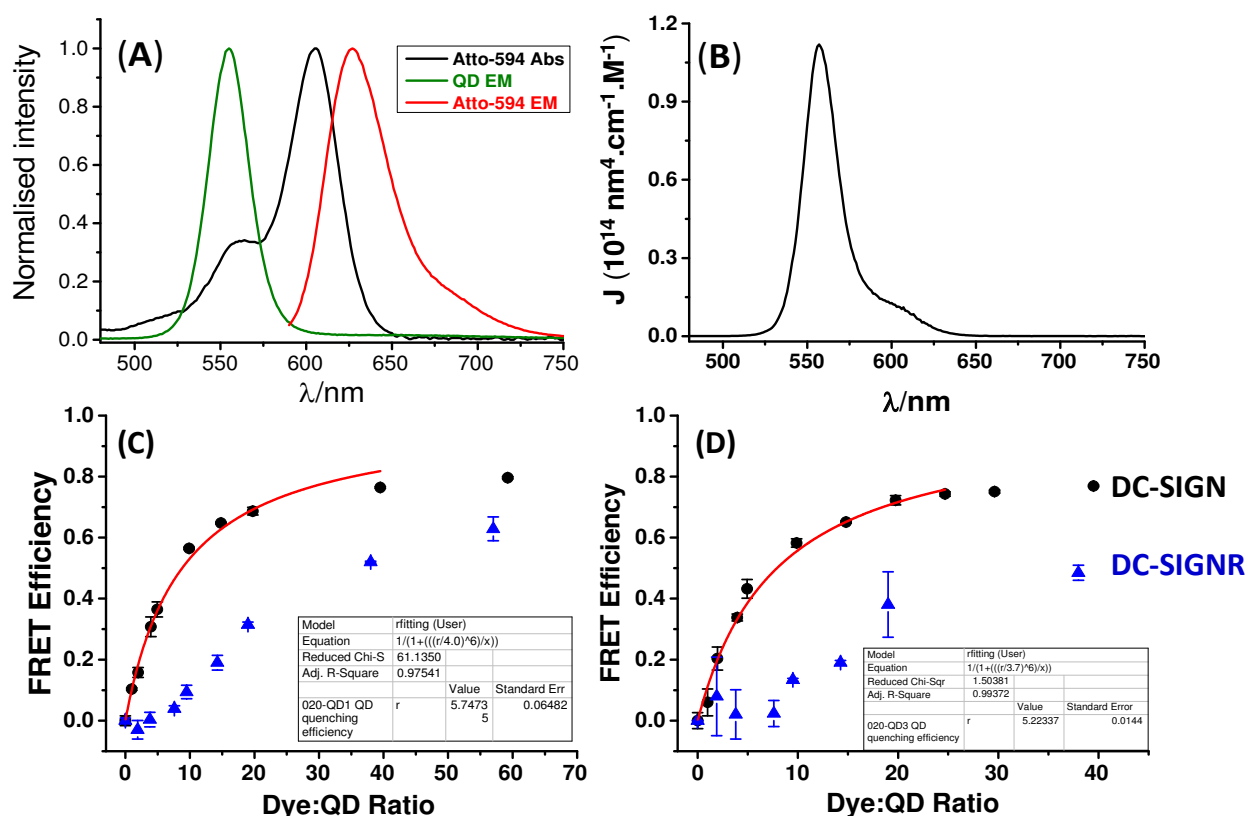 (A)
Normalised intensity
1.0
0.8
0.6
0.4
0.2
0.0
Atto-594 Abs
QD EM
Atto-594 EM
500 550 600 650 700 750
λ/nm
(B)
J (10¹⁴ nm⁴.cm⁻¹.M⁻¹)
1.2
0.9
0.6
0.3
0.0
500 550 600 650 700 750
λ/nm
(C)
FRET Efficiency
1.0
0.8
0.6
0.4
0.2
0.0
Model rfitting (User)
Equation 1/(1+(((r/4.0)^6)/x))
Reduced Chi-S 61.1350
Adj. R-Square 0.97541
Value Standard Err
020-QD1 QD quenching efficiency r 5.7473 0.06482
5
0 10 20 30 40 50 60 70
Dye:QD Ratio
(D)
FRET Efficiency
1.0
0.8
0.6
0.4
0.2
0.0
DC-SIGN
DC-SIGNR
Model rfitting (User)
Equation 1/(1+(((r/3.7)^6)/x))
Reduced Chi-Sqr 1.50381
Adj. R-Square 0.99372
Value Standard Error
020-QD3 QD quenching efficiency r 5.22337 0.0144
0 10 20 30 40
Dye:QD Ratio